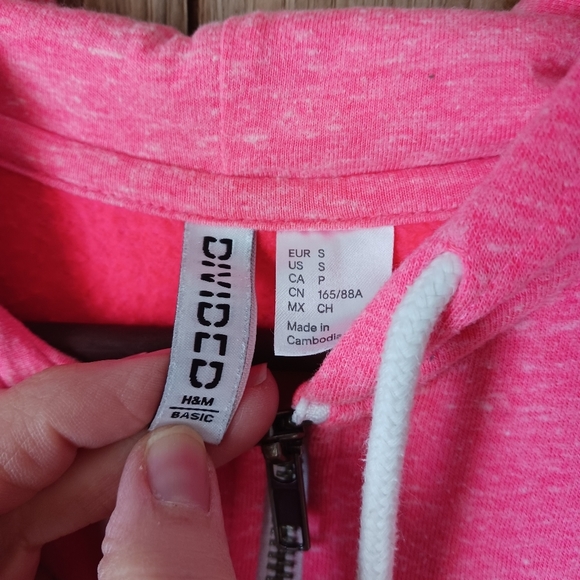 DIVIDED
H&M
BASIC
EUR S
US S
CA P
CN 165/88A
MX CH
Made in
Cambodia